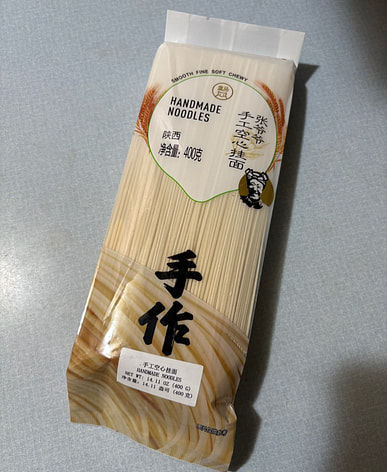 SMOOTH FINE SOFT CHEWY
HANDMADE
NOODLES
陕西
净含量:400克
张爷爷
手工空心挂面
手作
手工空心挂面
HANDMADE NOODLES
NET WT: 14.11 OZ (400 G)
净含量: 14.11 盎司 (400 克)